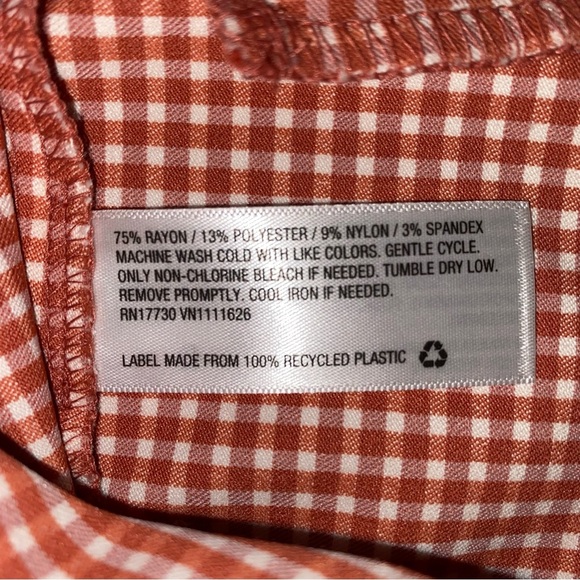 75% RAYON / 13% POLYESTER / 9% NYLON / 3% SPANDEX
MACHINE WASH COLD WITH LIKE COLORS. GENTLE CYCLE.
ONLY NON-CHLORINE BLEACH IF NEEDED. TUMBLE DRY LOW.
REMOVE PROMPTLY. COOL IRON IF NEEDED.
RN17730 VN1111626
LABEL MADE FROM 100% RECYCLED PLASTIC